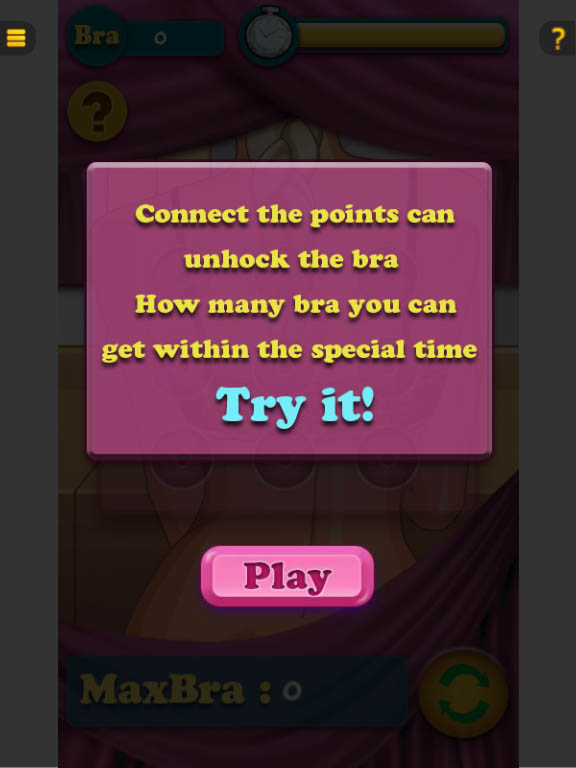 Bra 0
?
?
Connect the points can
unhock the bra
How many bra you can
get within the special time
Try it!
Play
MaxBra : 0